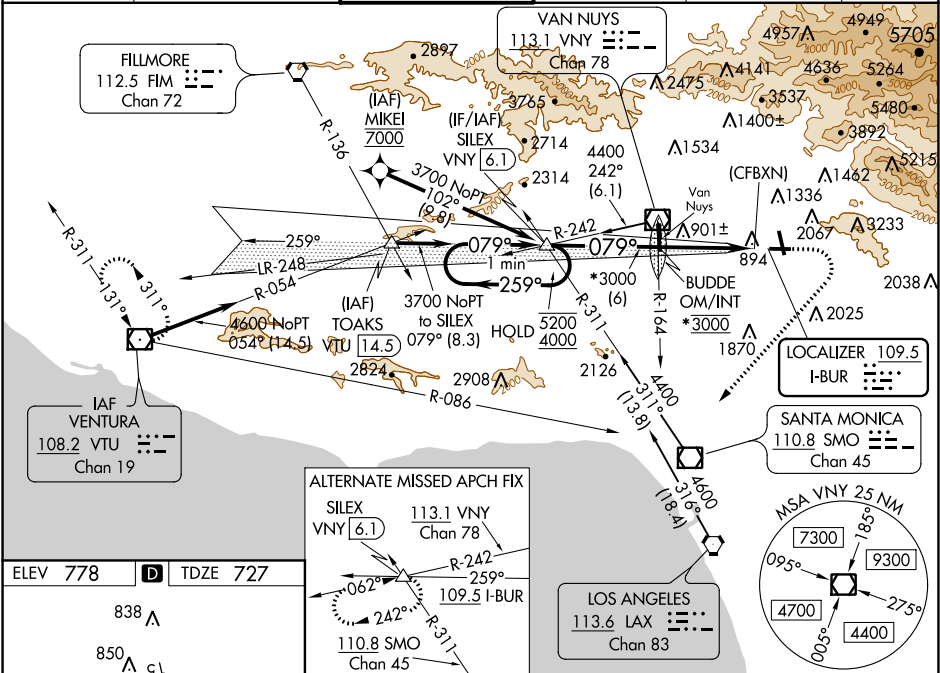 VAN NUYS
113.1 VNY
Chan 78
FILLMORE
112.5 FIM
Chan 72
2897
4957
4949
5705
2475
4141
4636
5264
3765
3537
5480
1400±
3892
(IAF)
MIKEI
7000
(IF/IAF)
SILEX
VNY 6.1
2714
1534
5215
R-136
4400
242°
(6.1)
2314
(CFBXN)
1462
1336
3700 NoPT
102°
(9.8)
Van
Nuys
R-242
901±
2067
3233
259°
079°
079°
894
1 min
259°
LR-248
*3000
(6)
BUDDE
OM/INT
*3000
2038
R-311
311°
131°
R-054
(IAF)
TOAKS
VTU 14.5
3700 NoPT
to SILEX
079° (8.3)
HOLD
5200
4000
R-311
R-164
2025
1870
4600 NoPT
054° (14.5)
2824
2908
2126
LOCALIZER 109.5
I-BUR
R-086
4400
311°
(13.8)
IAF
VENTURA
108.2 VTU
Chan 19
SANTA MONICA
110.8 SMO
Chan 45
4600
316°
(18.4)
ALTERNATE MISSED APCH FIX
SILEX
VNY 6.1
113.1 VNY
Chan 78
R-242
259°
109.5 I-BUR
062°
242°
R-311
110.8 SMO
Chan 45
LOS ANGELES
113.6 LAX
Chan 83
MSA VNY 25 NM
7300
185°
095°
9300
4700
275°
4400
005°
ELEV 778
D
TDZE 727
838
850